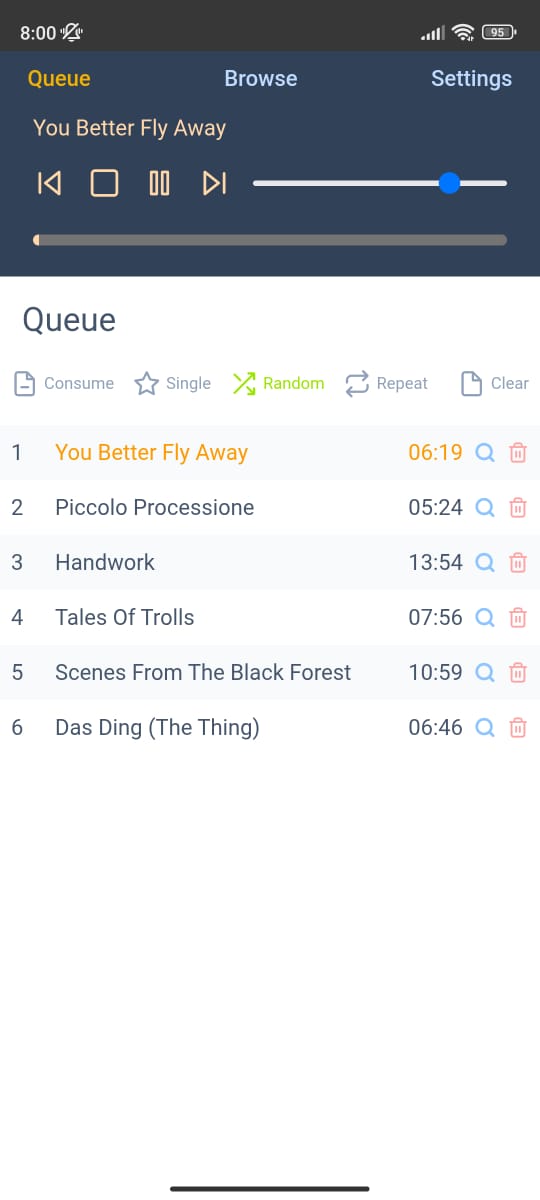 8:00 95
Queue Browse Settings
You Better Fly Away
Queue
Consume Single Random Repeat Clear
1 You Better Fly Away 06:19
2 Piccolo Processione 05:24
3 Handwork 13:54
4 Tales Of Trolls 07:56
5 Scenes From The Black Forest 10:59
6 Das Ding (The Thing) 06:46